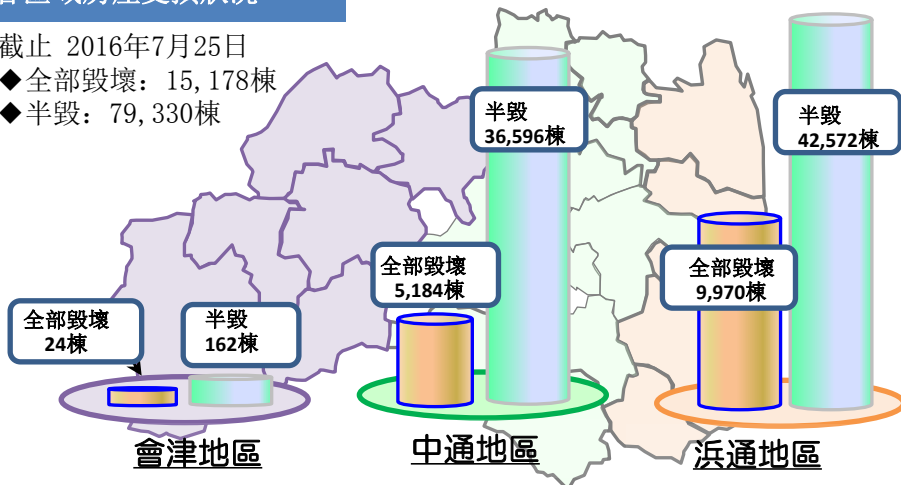 截止 2016年7月25日
◆全部毀壞：15,178棟
◆半毀：79,330棟
半毀
36,596棟
半毀
42,572棟
全部毀壞
5,184棟
全部毀壞
9,970棟
全部毀壞
24棟
半毀
162棟
會津地區
中通地區
浜通地區